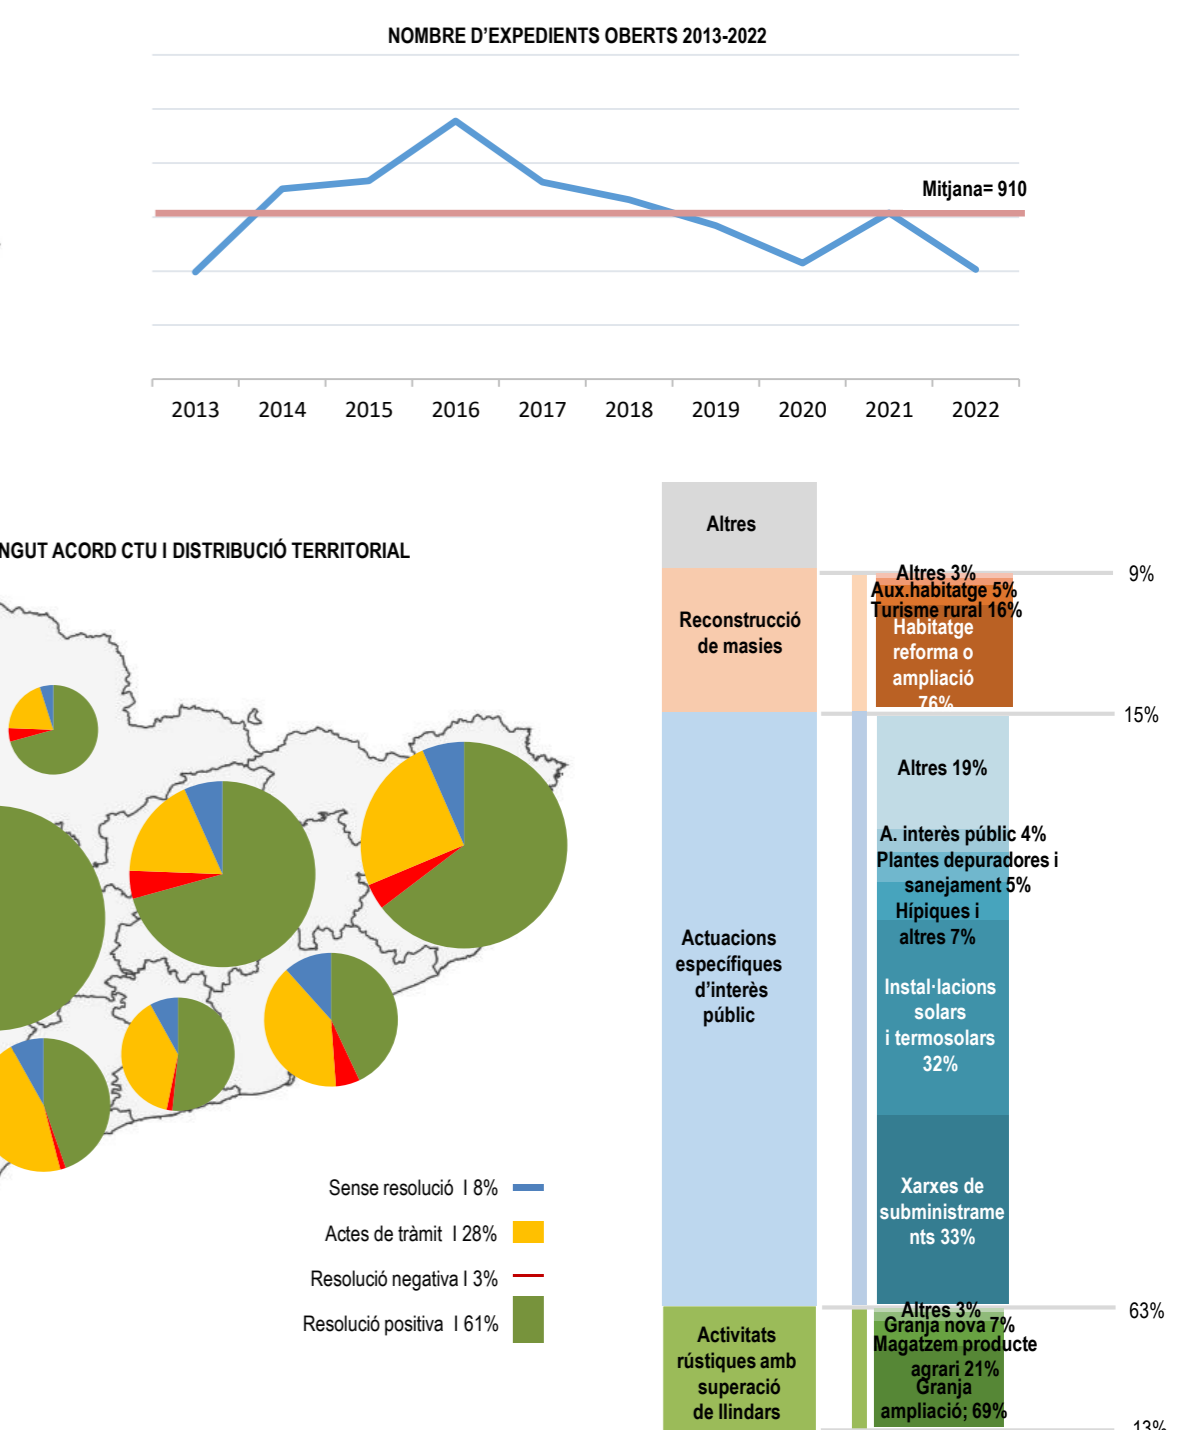 NOMBRE D'EXPEDIENTS OBERTS 2013-2022
Mitjana= 910
2013 2014 2015 2016 2017 2018 2019 2020 2021 2022
NGUT ACORD CTU I DISTRIBUCIÓ TERRITORIAL
Sense resolució I 8%
Actes de tràmit I 28%
Resolució negativa I 3%
Resolució positiva I 61%
Altres
Reconstrucció
de masies
Actuacions
específiques
d'interès
públic
Activitats
rústiques amb
superació
de llindars
Altres 3%
Aux.habitatge 5%
Turisme rural 16%
Habitatge
reforma o
ampliació
76%
Altres 19%
A. interès públic 4%
Plantes depuradores i
sanejament 5%
Hípiques i
altres 7%
Instal·lacions
solars
i termosolars
32%
Xarxes de
subministrame
nts 33%
Altres 3%
Granja nova 7%
Magatzem producte
agrari 21%
Granja
ampliació; 69%
9%
15%
63%
13%